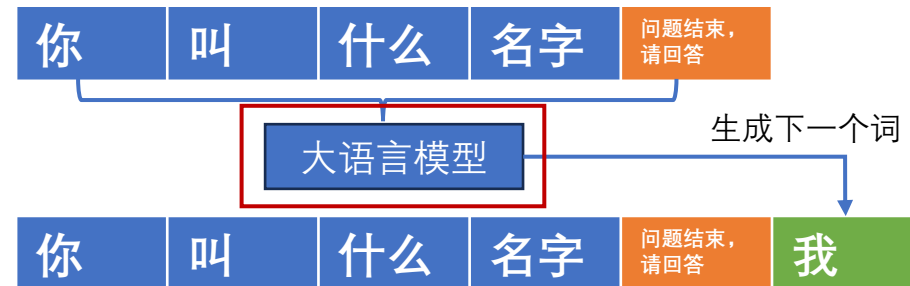 你 叫 什么 名字 问题结束，
请回答
大语言模型
生成下一个词
你 叫 什么 名字 问题结束，
请回答 我